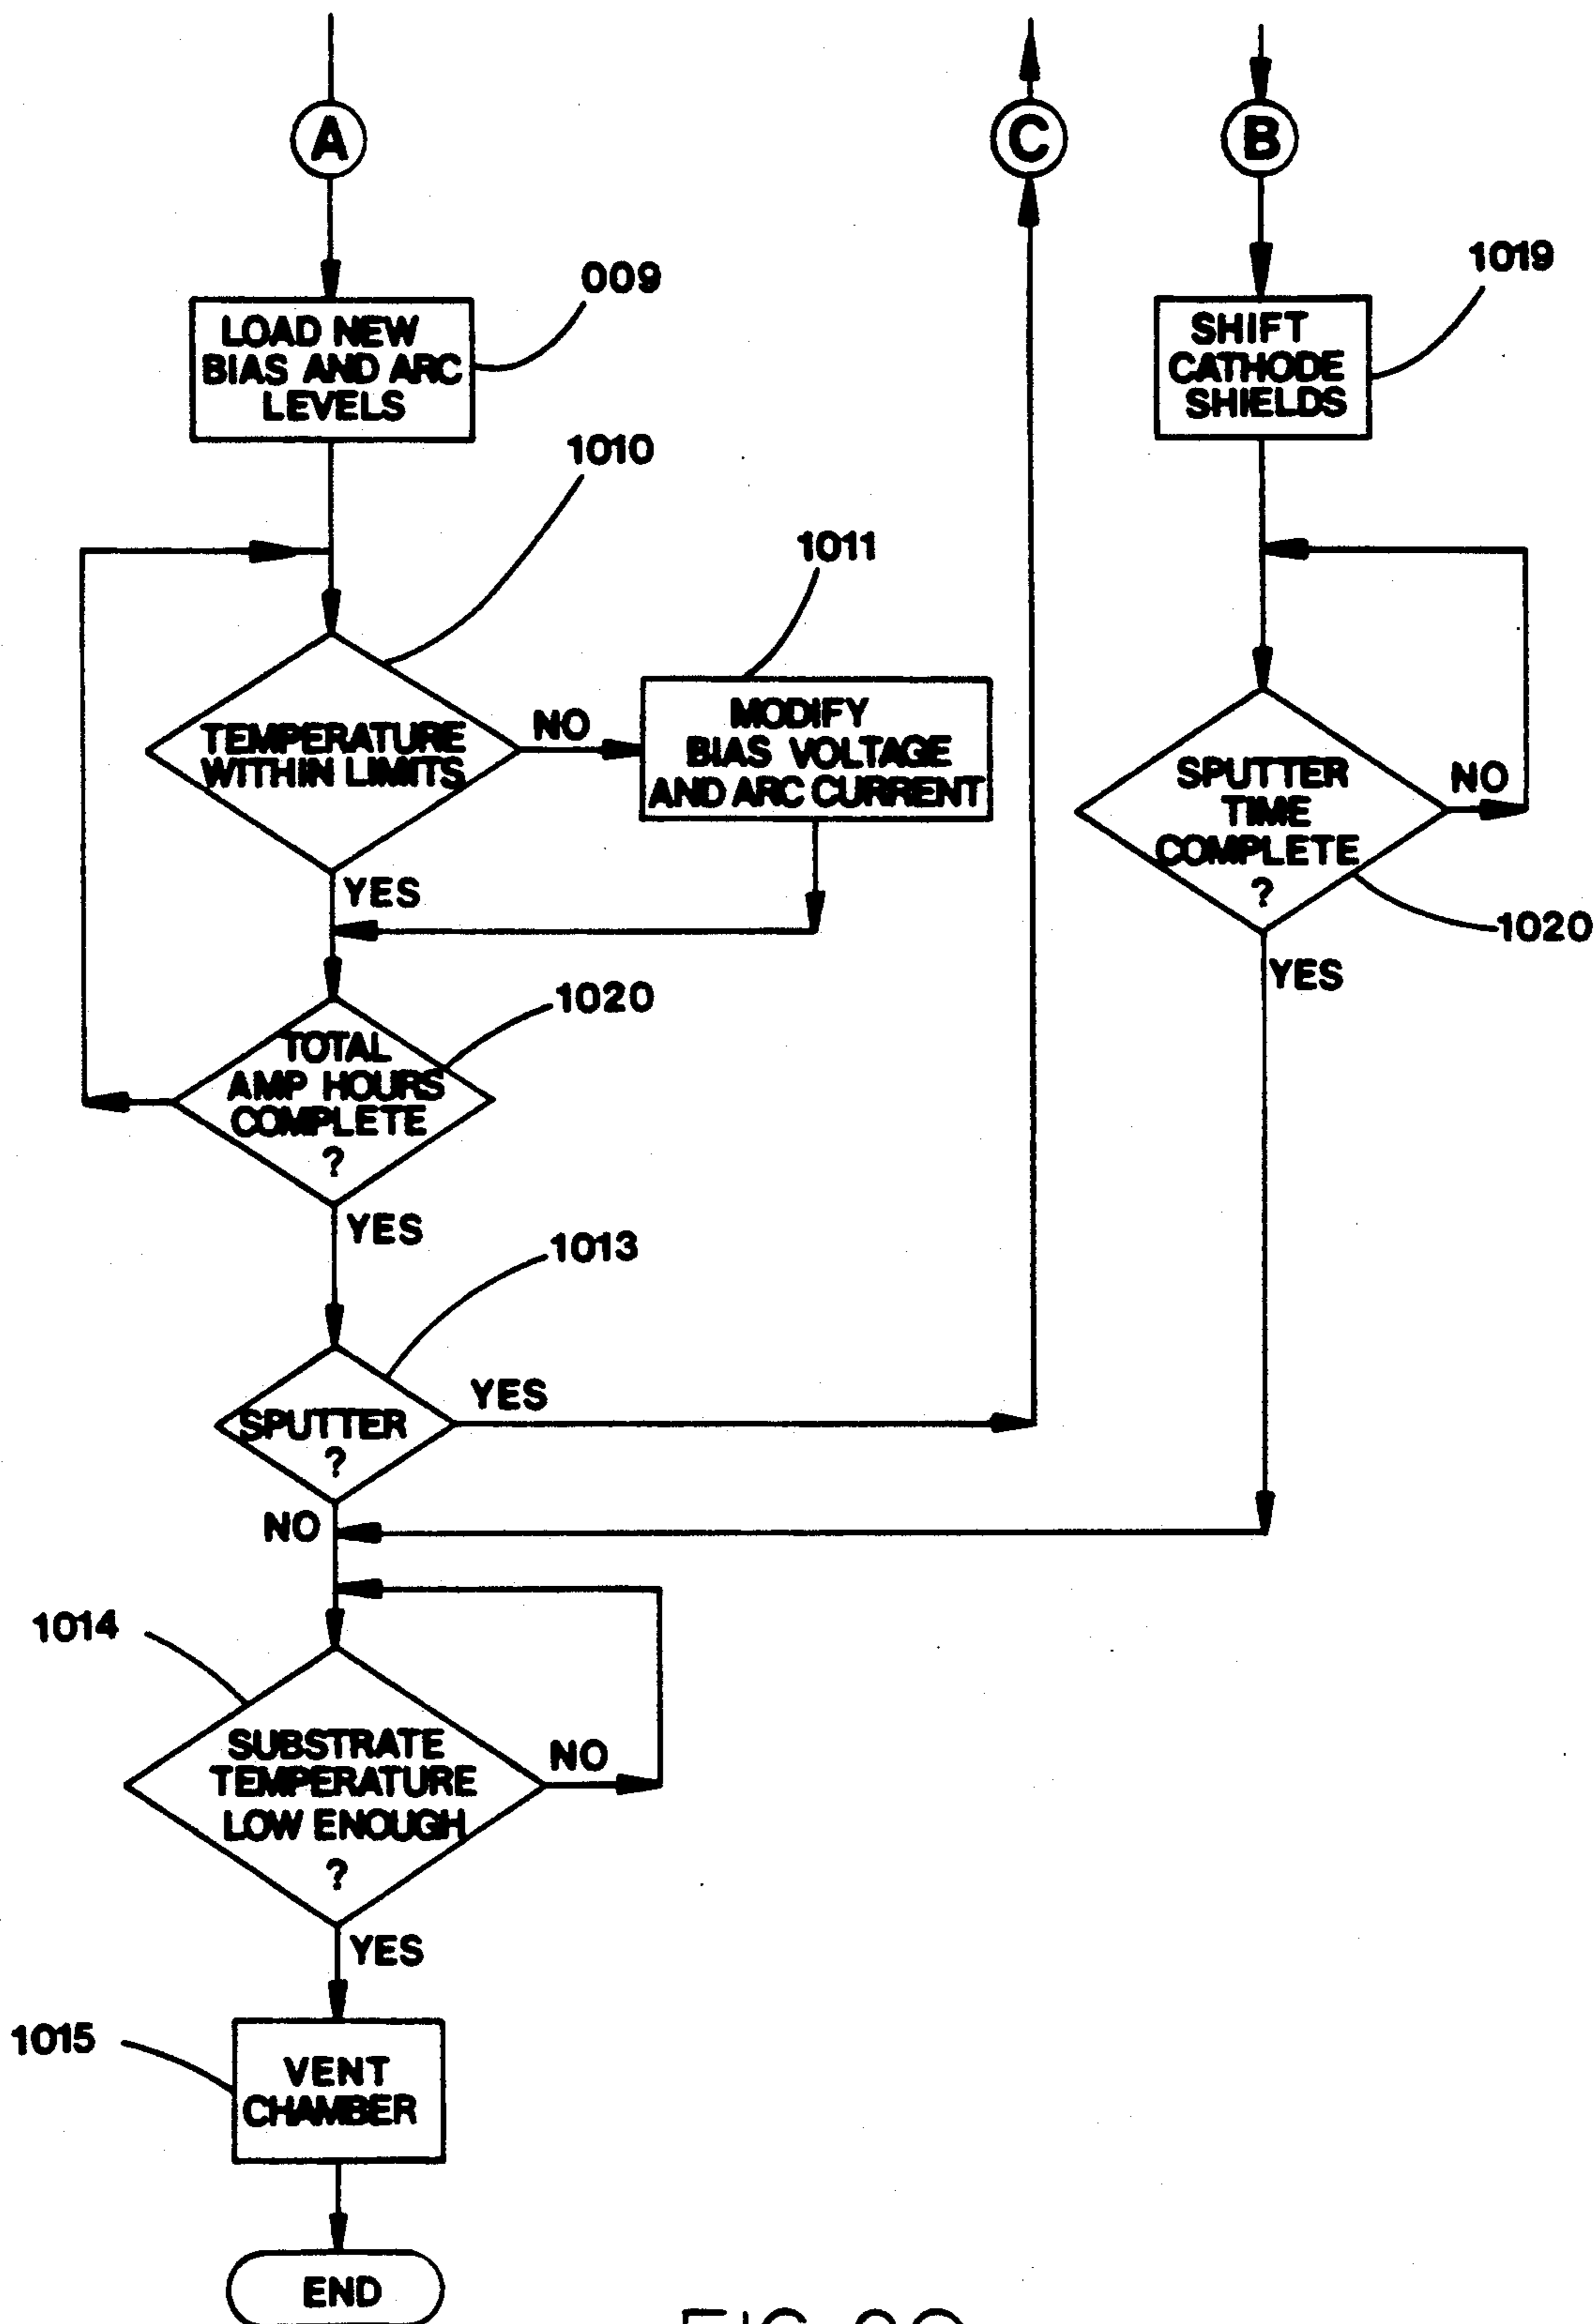 A
C
B
009
LOAD NEW
BIAS AND ARC
LEVELS
1019
SHIFT
CATHODE
SHIELDS
1010
1011
TEMPERATURE
WITHIN LIMITS
NO
MODIFY
BIAS VOLTAGE
AND ARC CURRENT
YES
SPUTTER
TIME
COMPLETE
?
NO
1020
YES
1020
TOTAL
AMP HOURS
COMPLETE
?
YES
1013
SPUTTER
?
YES
NO
1014
SUBSTRATE
TEMPERATURE
LOW ENOUGH
?
NO
YES
1015
VENT
CHAMBER
END